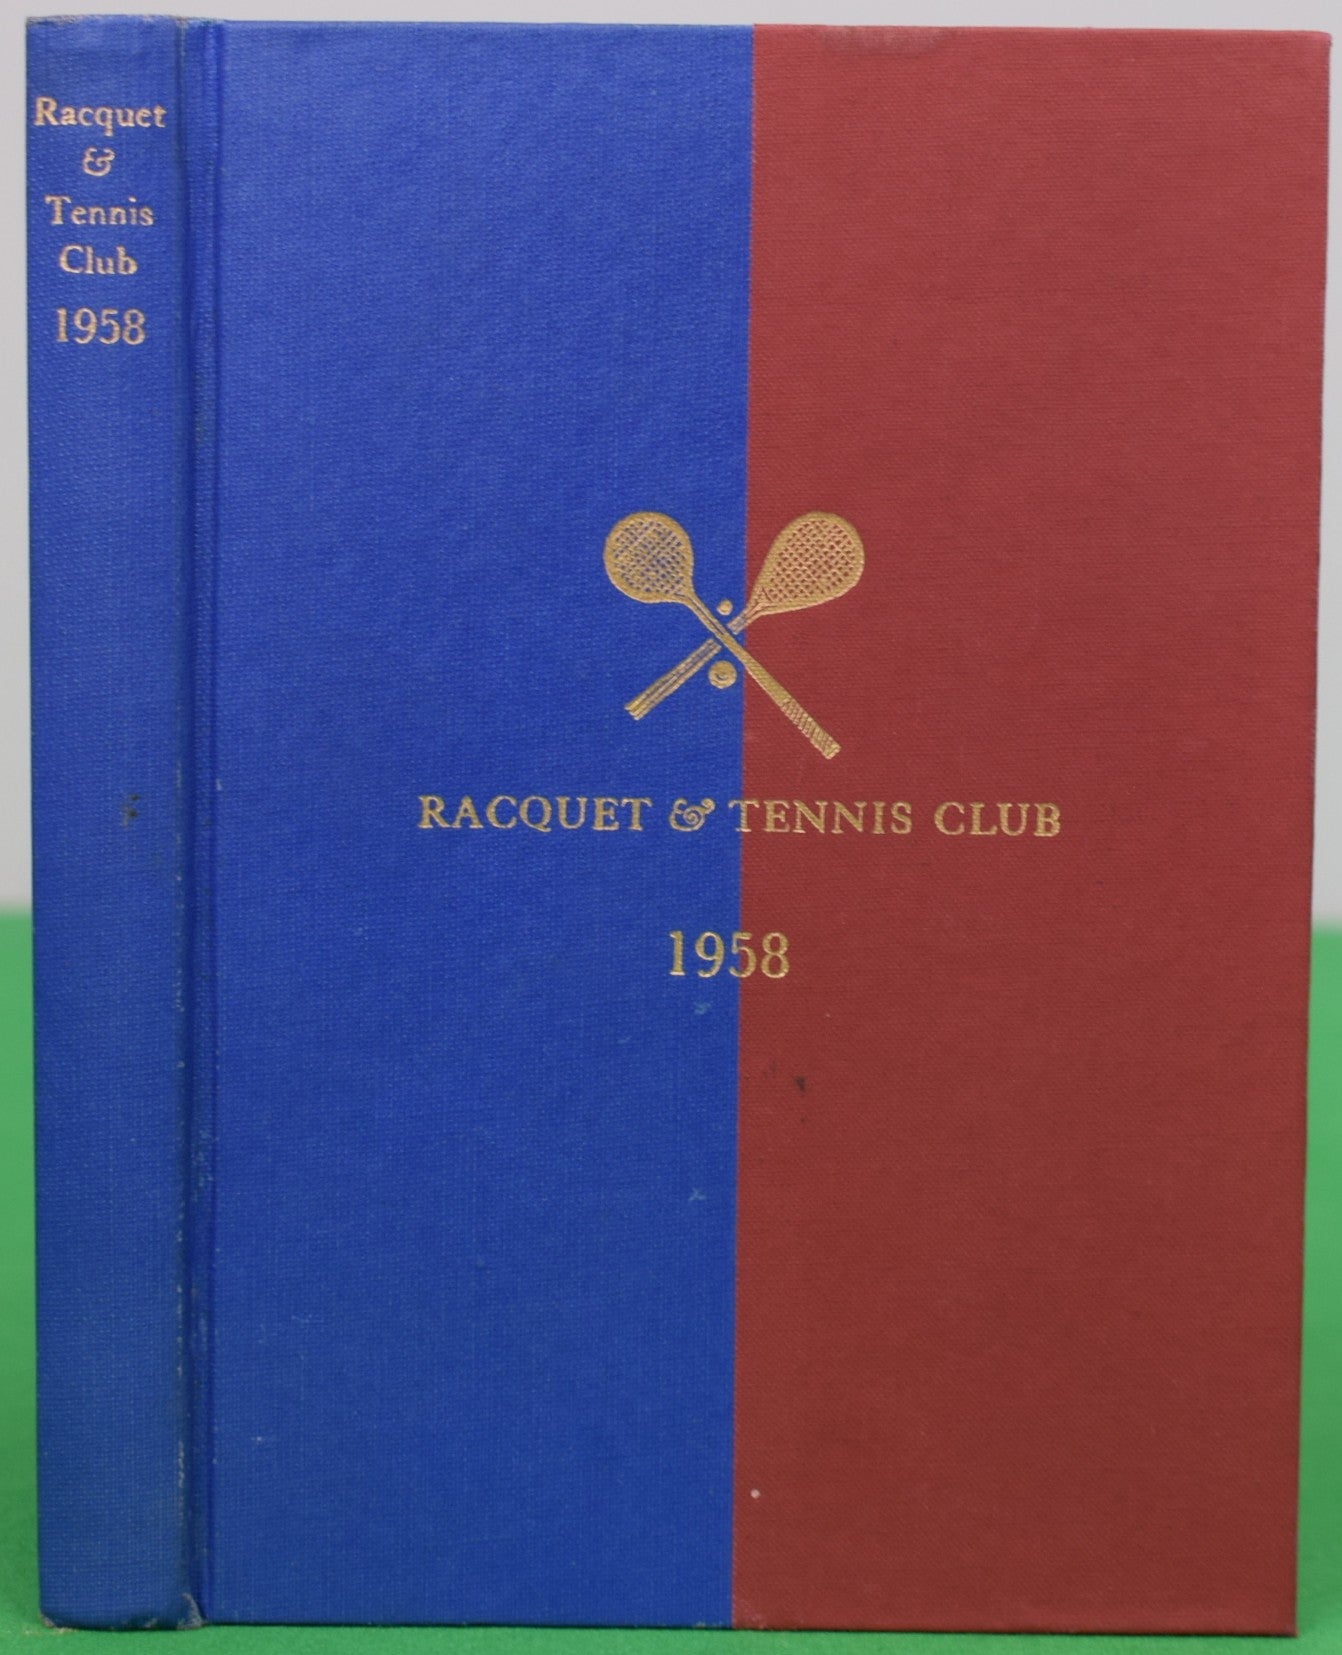 Racquet
&
Tennis
Club
1958
RACQUET & TENNIS CLUB
1958